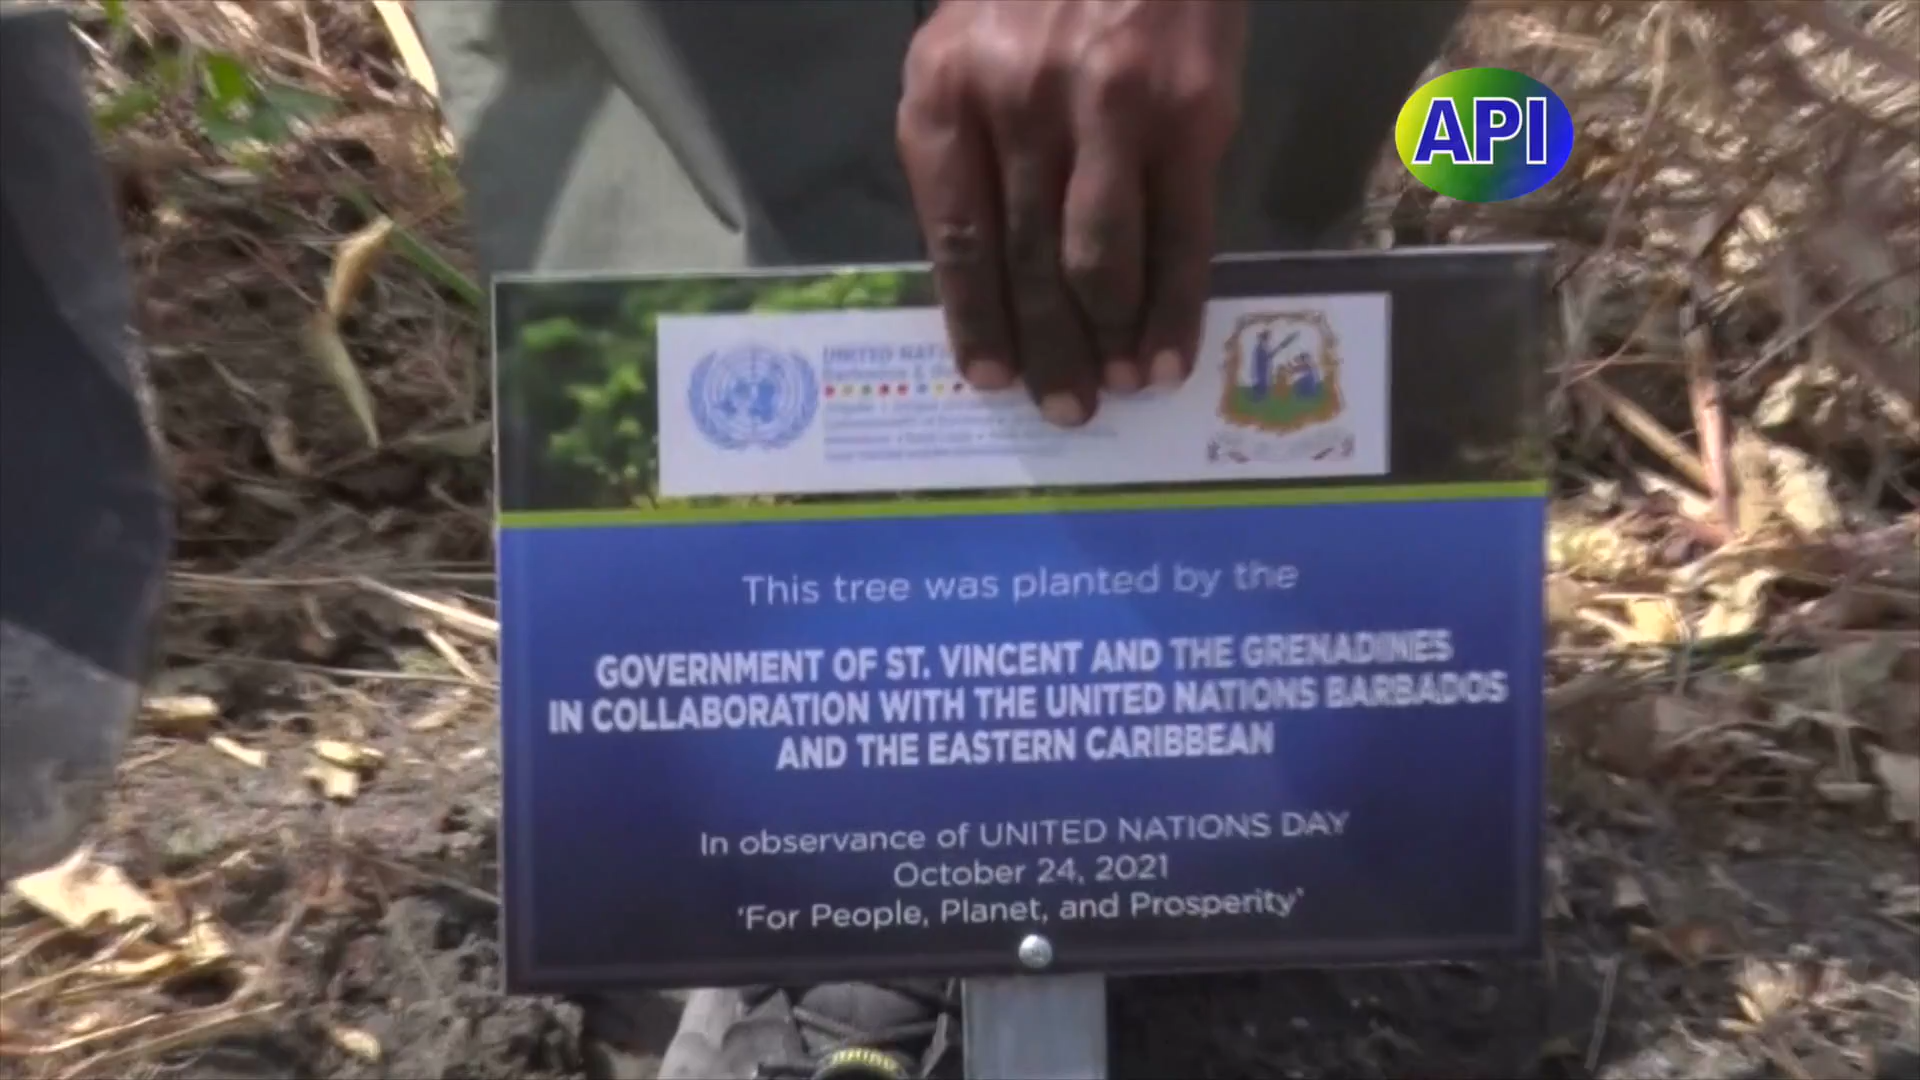 API
UNITED NAT
This tree was planted by the
GOVERNMENT OF ST. VINCENT AND THE GRENADINES
IN COLLABORATION WITH THE UNITED NATIONS BARBADOS
AND THE EASTERN CARIBBEAN
In observance of UNITED NATIONS DAY
October 24, 2021
'For People, Planet, and Prosperity'